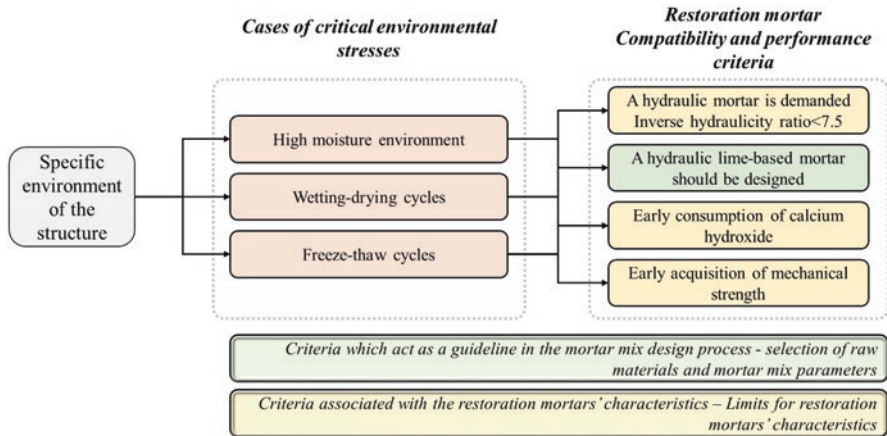 Cases of critical environmental
stresses
Restoration mortar
Compatibility and performance
criteria
Specific
environment
of the
structure
High moisture environment
Wetting-drying cycles
Freeze-thaw cycles
A hydraulic mortar is demanded
Inverse hydraulicity ratio<7.5
A hydraulic lime-based mortar
should be designed
Early consumption of calcium
hydroxide
Early acquisition of mechanical
strength
Criteria which act as a guideline in the mortar mix design process - selection of raw
materials and mortar mix parameters
Criteria associated with the restoration mortars’ characteristics – Limits for restoration
mortars’ characteristics